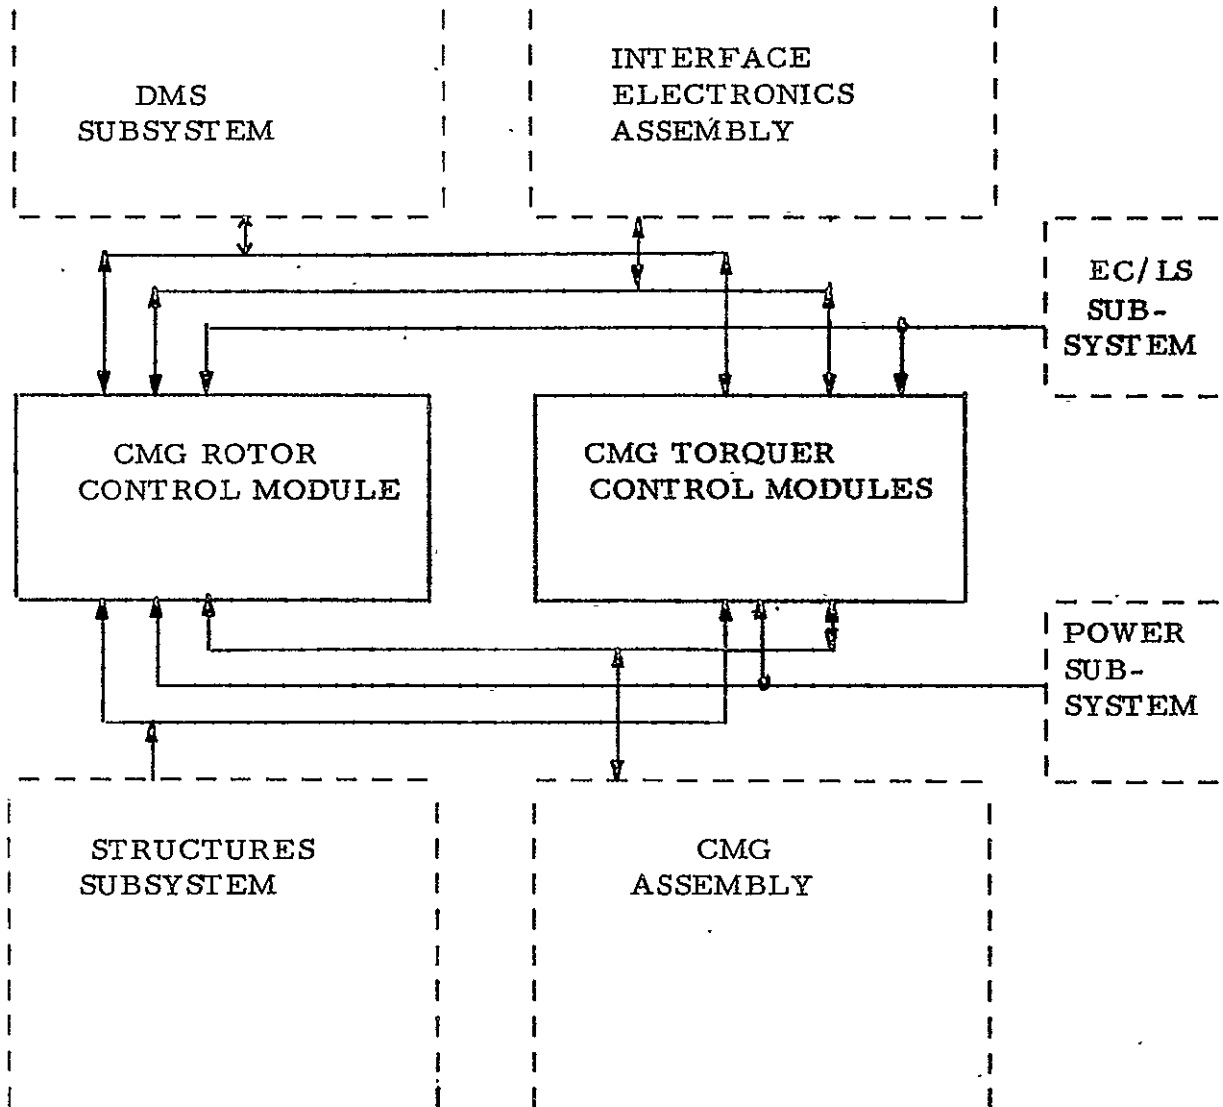 DMS
SUBSYSTEM
INTERFACE
ELECTRONICS
ASSEMBLY
EC/LS
SUB-
SYSTEM
CMG ROTOR
CONTROL MODULE
CMG TORQUER
CONTROL MODULES
POWER
SUB-
SYSTEM
STRUCTURES
SUBSYSTEM
CMG
ASSEMBLY